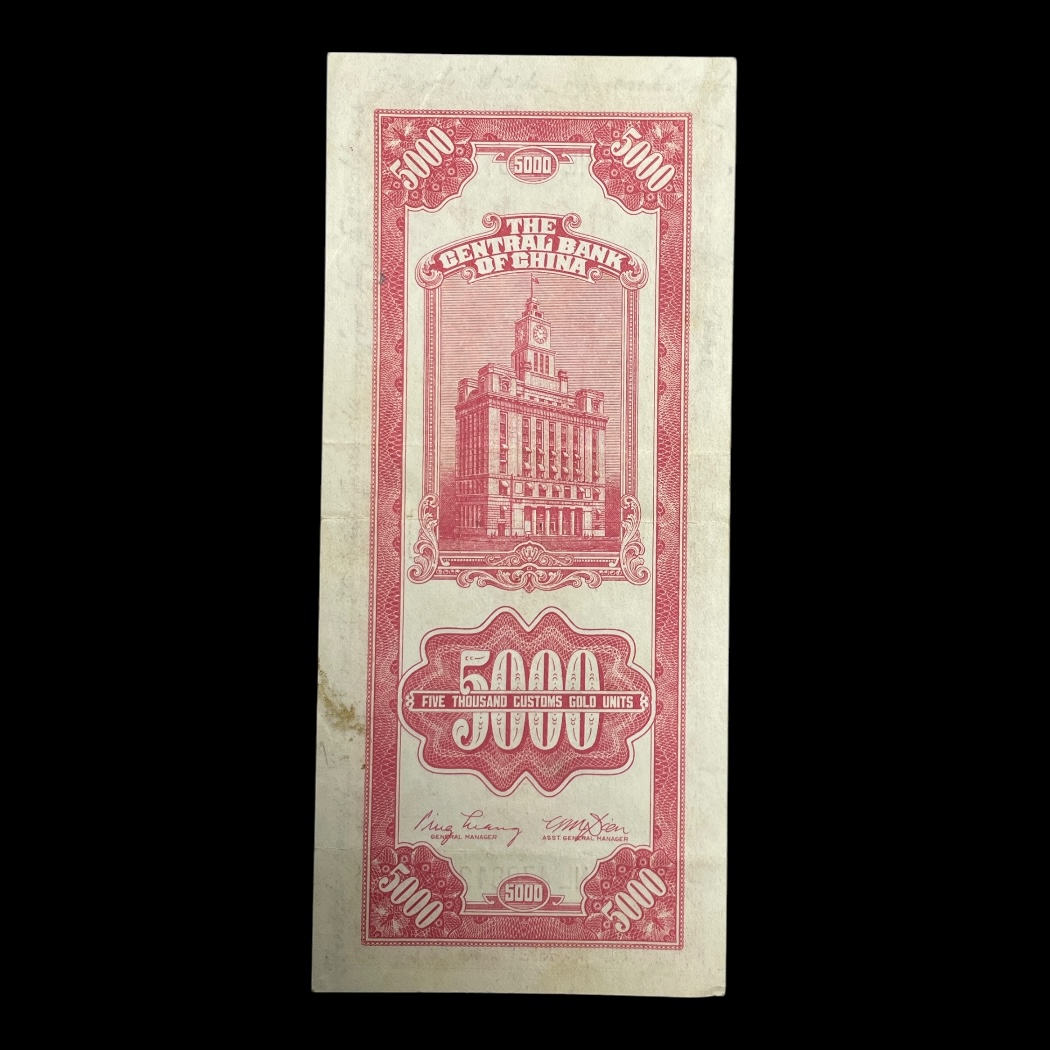 5000 5000 5000
THE
CENTRAL BANK
OF CHINA
5000
FIVE THOUSAND CUSTOMS GOLD UNITS
GENERAL MANAGER ASST. GENERAL MANAGER
5000 5000 5000